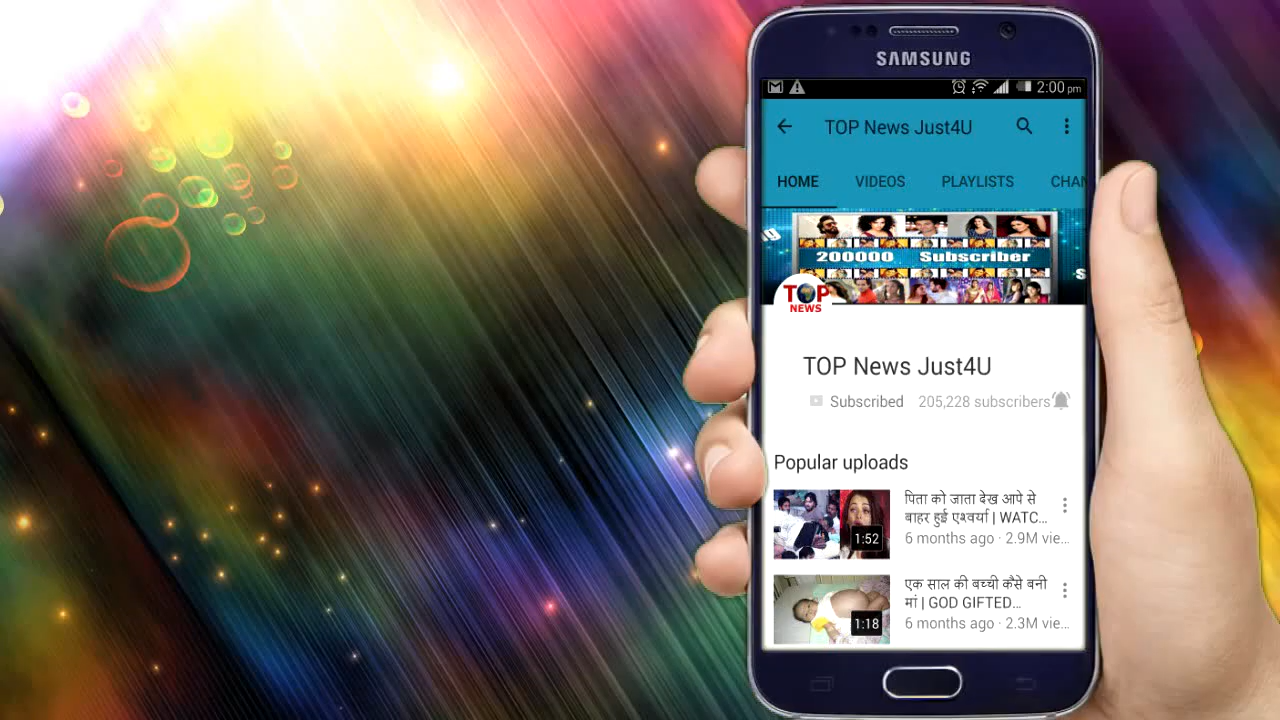 SAMSUNG
2:00 pm
TOP News Just4U
HOME VIDEOS PLAYLISTS CHAN
200000 Subscriber
TOP
NEWS
TOP News Just4U
Subscribed 205,228 subscribers
Popular uploads
पिता को जाता देख आपे से
बाहर हुई एश्वर्या | WATC...
6 months ago · 2.9M vie...
1:52
एक साल की बच्ची कैसे बनी
मां | GOD GIFTED...
6 months ago · 2.3M vie...
1:18